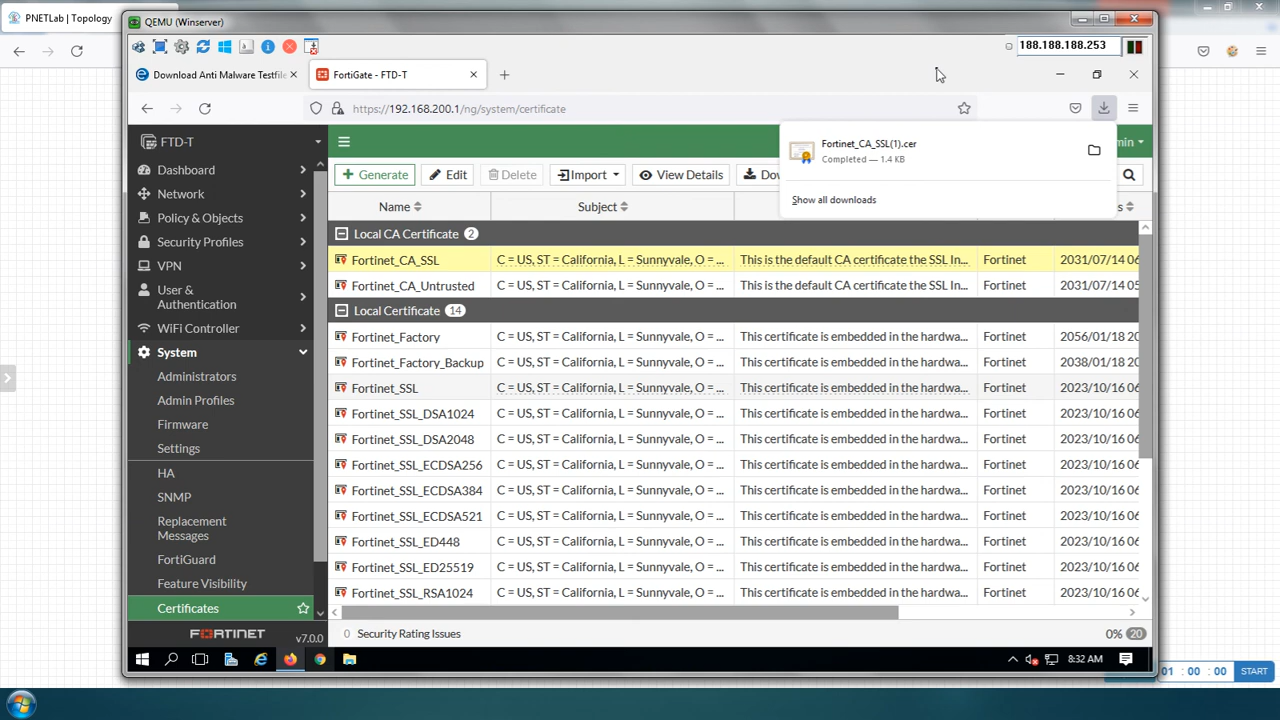 PNETLab | Topology
QEMU (Winserver)
188.188.188.253
Download Anti Malware Testfile
FortiGate - FTD-T
https://192.168.200.1/ng/system/certificate
FTD-T
Dashboard
Network
Policy & Objects
Security Profiles
VPN
User &
Authentication
WiFi Controller
System
Administrators
Admin Profiles
Firmware
Settings
HA
SNMP
Replacement
Messages
FortiGuard
Feature Visibility
Certificates
FORTINET v7.0.0
Fortinet_CA_SSL(1).cer
Completed — 1.4 KB
Show all downloads
min
Generate Edit Delete Import View Details Dow
Name Subject s
Local CA Certificate 2
Fortinet_CA_SSL C = US, ST = California, L = Sunnyvale, O = ... This is the default CA certificate the SSL In... Fortinet 2031/07/14 06
Fortinet_CA_Untrusted C = US, ST = California, L = Sunnyvale, O = ... This is the default CA certificate the SSL In... Fortinet 2031/07/14 05
Local Certificate 14
Fortinet_Factory C = US, ST = California, L = Sunnyvale, O = ... This certificate is embedded in the hardwa... Fortinet 2056/01/18 20
Fortinet_Factory_Backup C = US, ST = California, L = Sunnyvale, O = ... This certificate is embedded in the hardwa... Fortinet 2038/01/18 20
Fortinet_SSL C = US, ST = California, L = Sunnyvale, O = ... This certificate is embedded in the hardwa... Fortinet 2023/10/16 06
Fortinet_SSL_DSA1024 C = US, ST = California, L = Sunnyvale, O = ... This certificate is embedded in the hardwa... Fortinet 2023/10/16 06
Fortinet_SSL_DSA2048 C = US, ST = California, L = Sunnyvale, O = ... This certificate is embedded in the hardwa... Fortinet 2023/10/16 06
Fortinet_SSL_ECDSA256 C = US, ST = California, L = Sunnyvale, O = ... This certificate is embedded in the hardwa... Fortinet 2023/10/16 06
Fortinet_SSL_ECDSA384 C = US, ST = California, L = Sunnyvale, O = ... This certificate is embedded in the hardwa... Fortinet 2023/10/16 06
Fortinet_SSL_ECDSA521 C = US, ST = California, L = Sunnyvale, O = ... This certificate is embedded in the hardwa... Fortinet 2023/10/16 06
Fortinet_SSL_ED448 C = US, ST = California, L = Sunnyvale, O = ... This certificate is embedded in the hardwa... Fortinet 2023/10/16 06
Fortinet_SSL_ED25519 C = US, ST = California, L = Sunnyvale, O = ... This certificate is embedded in the hardwa... Fortinet 2023/10/16 06
Fortinet_SSL_RSA1024 C = US, ST = California, L = Sunnyvale, O = ... This certificate is embedded in the hardwa... Fortinet 2023/10/16 06
0 Security Rating Issues 0% 20
8:32 AM
01 : 00 : 00 START